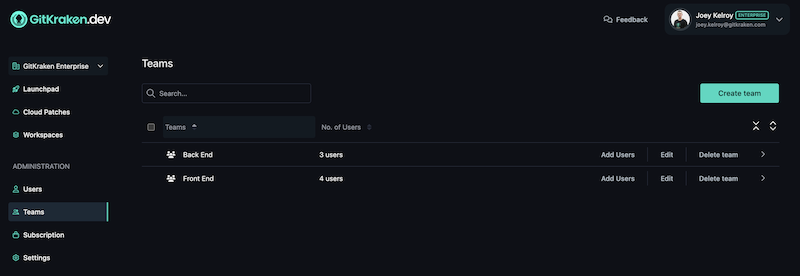 GitKraken.dev
Feedback
Joey Kelroy ENTERPRISE
joey.kelroy@gitkraken.com
GitKraken Enterprise
Launchpad
Cloud Patches
Workspaces
ADMINISTRATION
Users
Teams
Subscription
Settings
Teams
Search...
Create team
Teams No. of Users
Back End 3 users Add Users Edit Delete team
Front End 4 users Add Users Edit Delete team